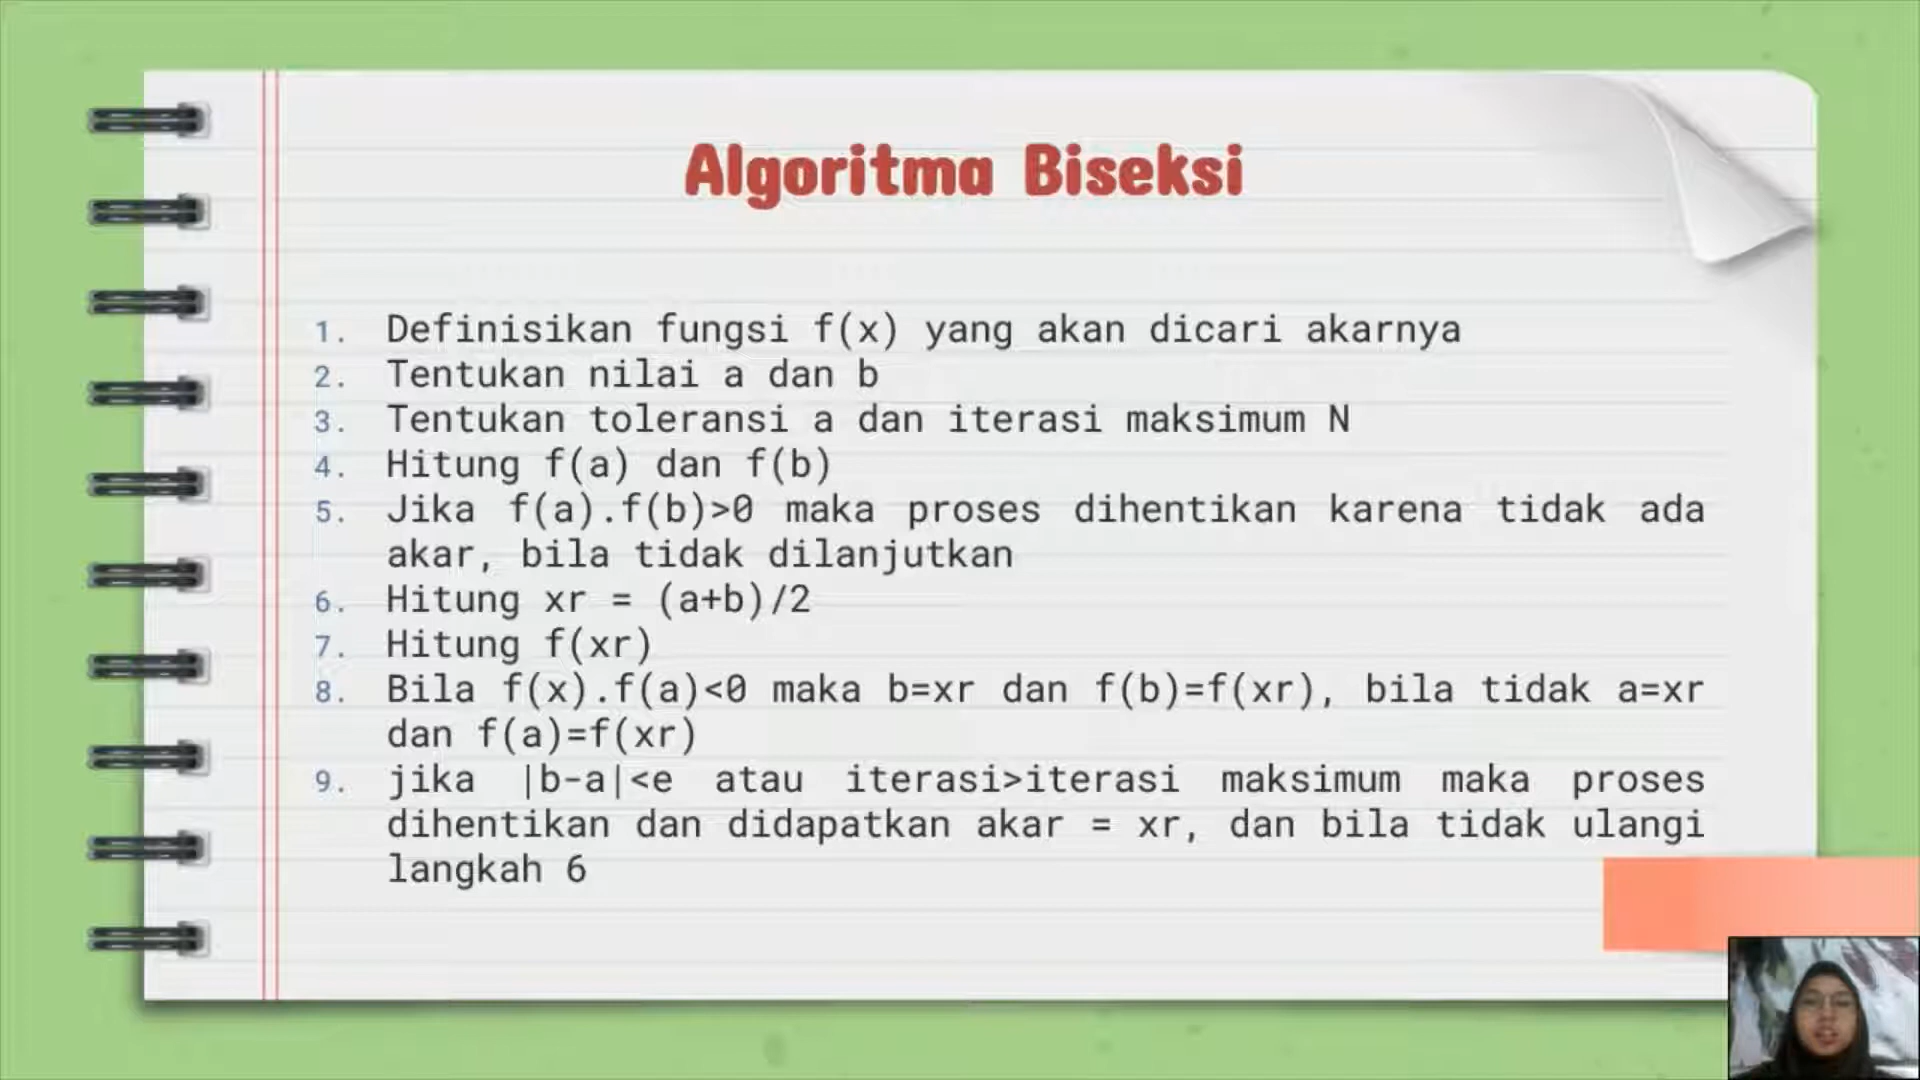 Algoritma Biseksi
1. Definisikan fungsi f(x) yang akan dicari akarnya
2. Tentukan nilai a dan b
3. Tentukan toleransi a dan iterasi maksimum N
4. Hitung f(a) dan f(b)
5. Jika f(a).f(b)>0 maka proses dihentikan karena tidak ada
akar, bila tidak dilanjutkan
6. Hitung xr = (a+b)/2
7. Hitung f(xr)
8. Bila f(x).f(a)<0 maka b=xr dan f(b)=f(xr), bila tidak a=xr
dan f(a)=f(xr)
9. jika |b-a|<e atau iterasi>iterasi maksimum maka proses
dihentikan dan didapatkan akar = xr, dan bila tidak ulangi
langkah 6